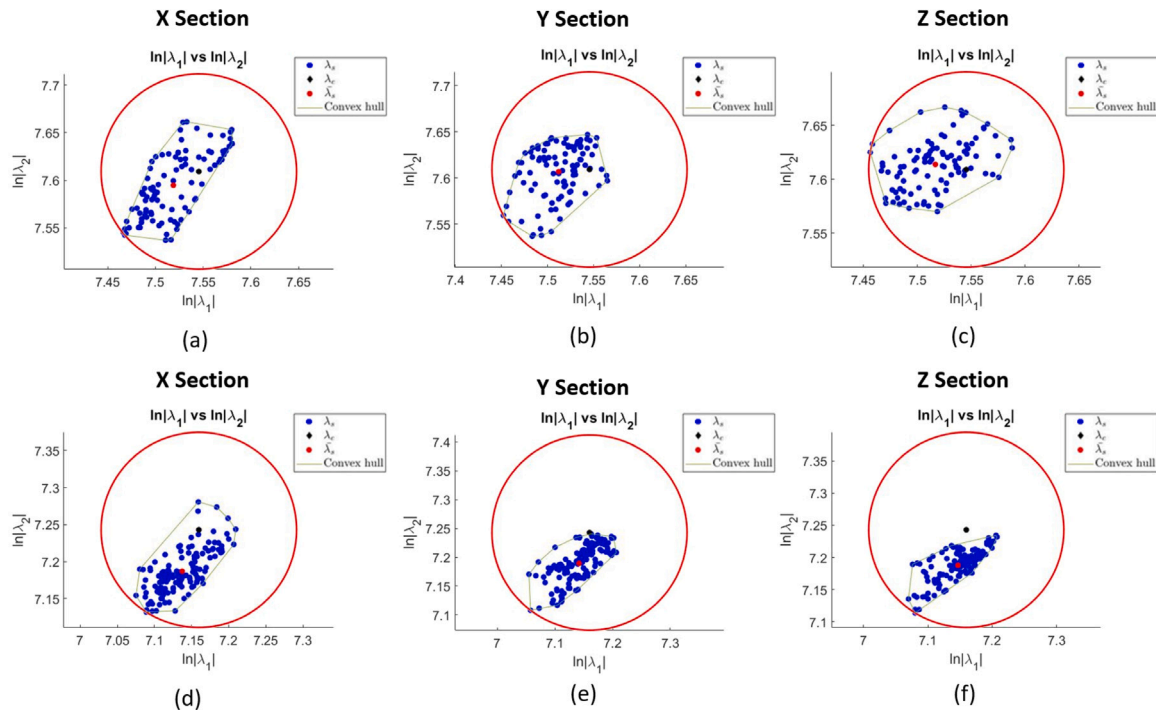 X Section
Y Section
Z Section
ln|λ₁| vs ln|λ₂|
λₛ
λ_c
λ̄ₛ
Convex hull
7.7
7.65
7.6
7.55
ln|λ₂|
7.45 7.5 7.55 7.6 7.65
ln|λ₁|
(a)
ln|λ₁| vs ln|λ₂|
λₛ
λ_c
λ̄ₛ
Convex hull
7.7
7.65
7.6
7.55
ln|λ₂|
7.4 7.45 7.5 7.55 7.6 7.65
ln|λ₁|
(b)
ln|λ₁| vs ln|λ₂|
λₛ
λ_c
λ̄ₛ
Convex hull
7.65
7.6
7.55
ln|λ₂|
7.45 7.5 7.55 7.6 7.65
ln|λ₁|
(c)
X Section
Y Section
Z Section
ln|λ₁| vs ln|λ₂|
λₛ
λ_c
λ̄ₛ
Convex hull
7.35
7.3
7.25
7.2
7.15
ln|λ₂|
7 7.05 7.1 7.15 7.2 7.25 7.3
ln|λ₁|
(d)
ln|λ₁| vs ln|λ₂|
λₛ
λ_c
λ̄ₛ
Convex hull
7.4
7.35
7.3
7.25
7.2
7.15
7.1
ln|λ₂|
7 7.1 7.2 7.3
ln|λ₁|
(e)
ln|λ₁| vs ln|λ₂|
λₛ
λ_c
λ̄ₛ
Convex hull
7.35
7.3
7.25
7.2
7.15
7.1
ln|λ₂|
7 7.1 7.2 7.3
ln|λ₁|
(f)